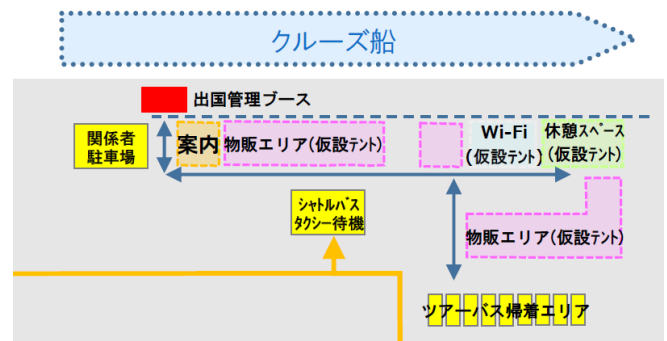 クルーズ船
出国管理ブース
関係者
駐車場
案内
物販エリア(仮設テント)
Wi-Fi
(仮設テント)
休憩スペース
(仮設テント)
シャトルバス
タクシー待機
物販エリア(仮設テント)
ツアーバス帰着エリア